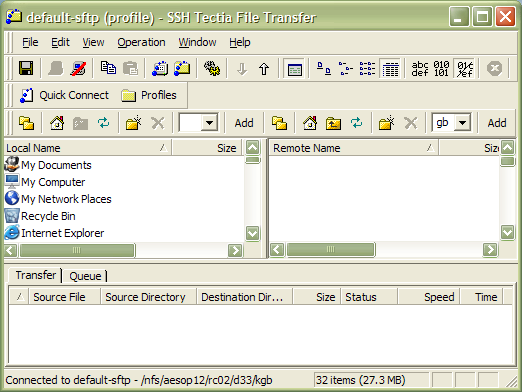 default-sftp (profile) - SSH Tectia File Transfer
File Edit View Operation Window Help
abc def 010 101 01c /ef
Quick Connect Profiles
Add gb Add
Local Name / Size Remote Name / Size
My Documents
My Computer
My Network Places
Recycle Bin
Internet Explorer
Transfer Queue
/ Source File Source Directory Destination Dir... Size Status Speed Time
Connected to default-sftp - /nfs/aesop12/rc02/d33/kgb 32 items (27.3 MB)